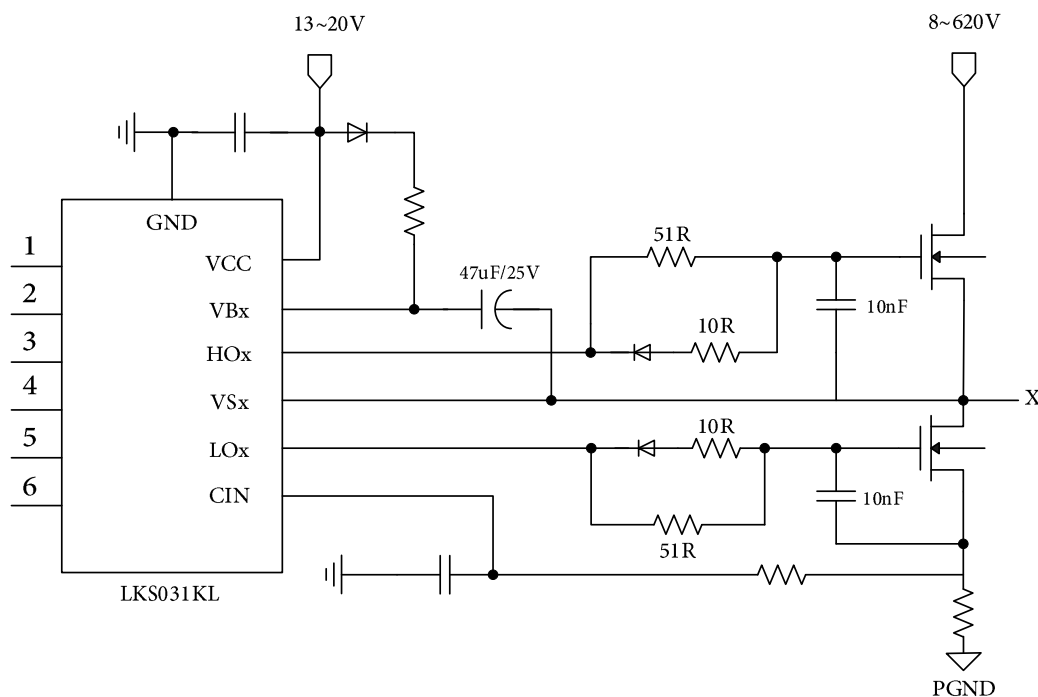 13~20V
8~620V
GND
1
VCC
2
VBx
47uF/25V
51R
10nF
3
HOx
10R
4
VSx
X
5
LOx
10R
6
CIN
10nF
51R
LKS031KL
PGND